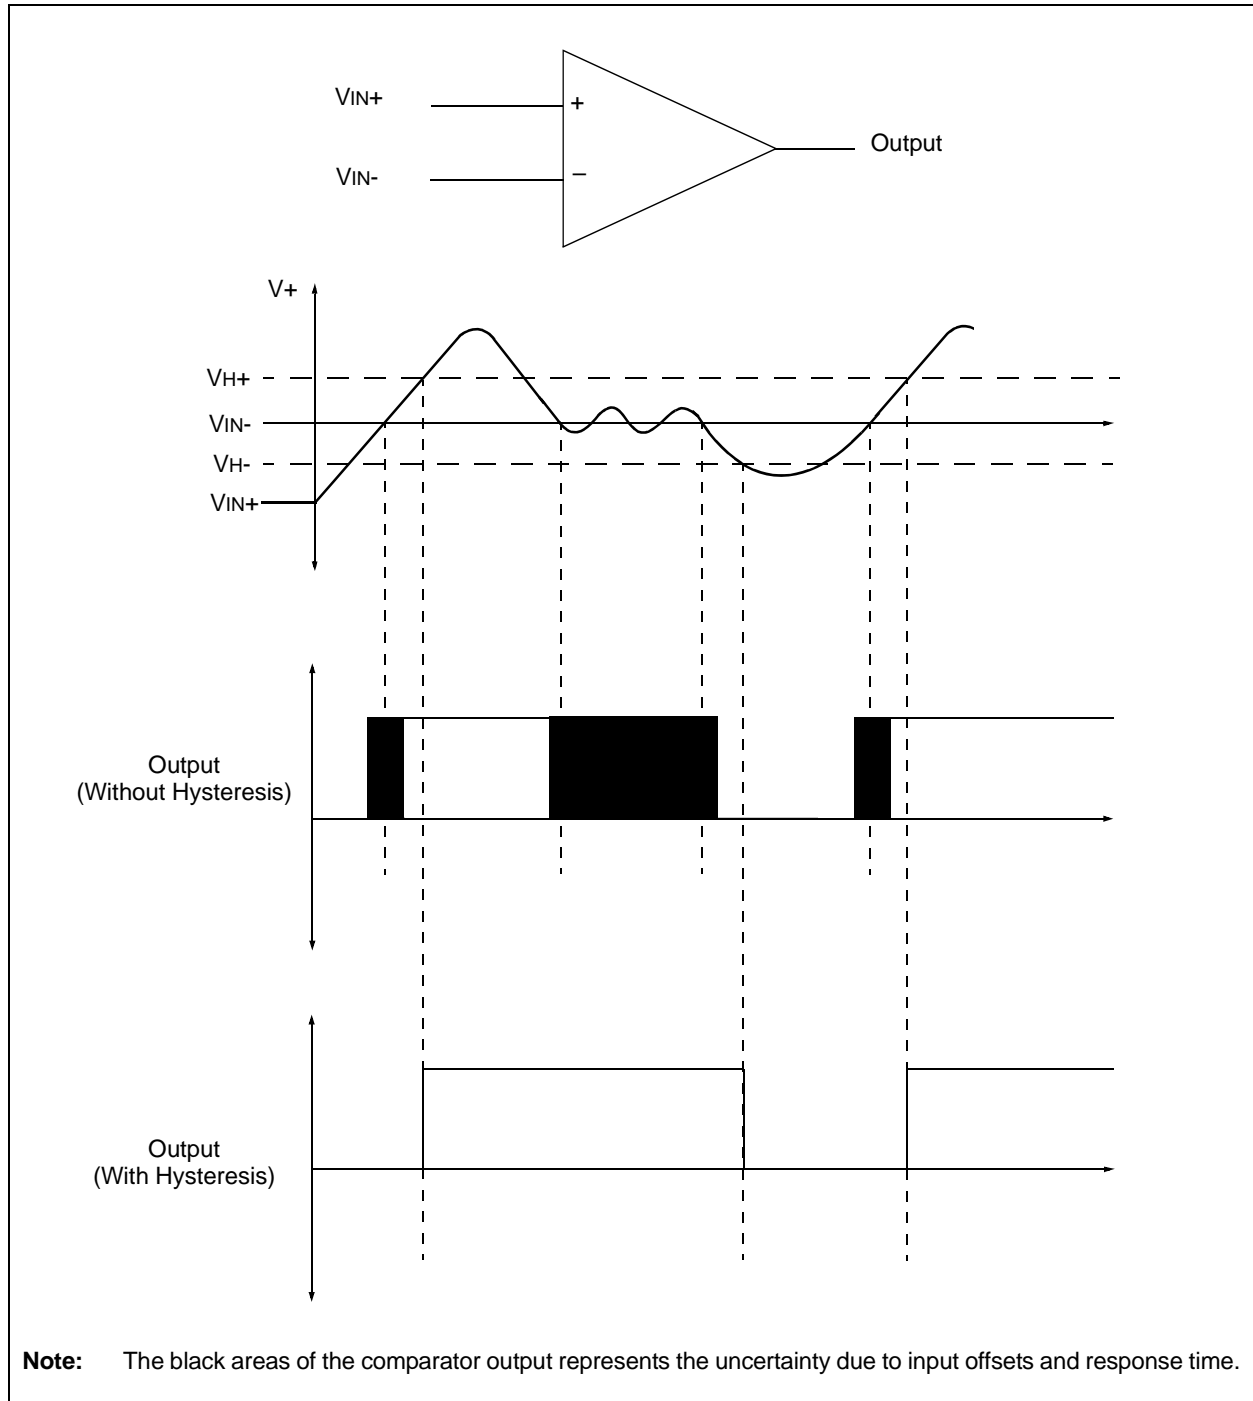 VIN+
+
Output
VIN-
–
V+
VH+
VIN-
VH-
VIN+
Output
(Without Hysteresis)
Output
(With Hysteresis)
Note: The black areas of the comparator output represents the uncertainty due to input offsets and response time.